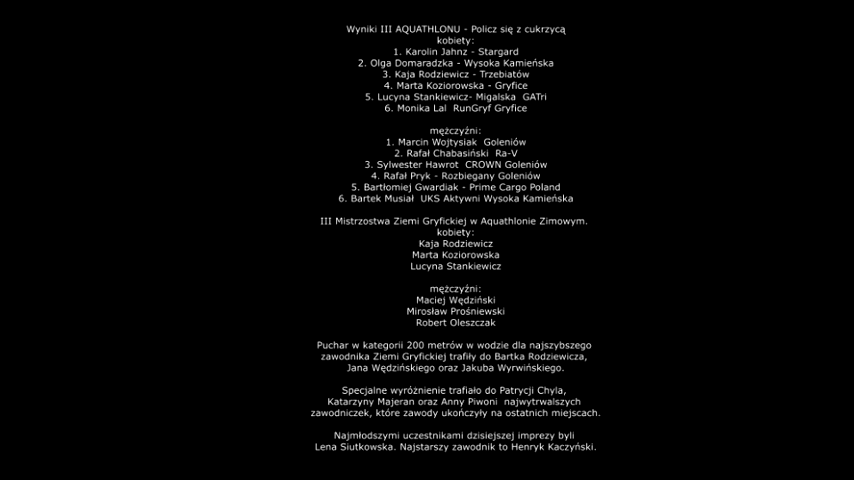 Wyniki III AQUATHLONU - Policz się z cukrzycą
kobiety:
1. Karolin Jahnz - Stargard
2. Olga Domaradzka - Wysoka Kamieńska
3. Kaja Rodziewicz - Trzebiatów
4. Marta Koziorowska - Gryfice
5. Lucyna Stankiewicz- Migalska  GATri
6. Monika Lal  RunGryf Gryfice
mężczyźni:
1. Marcin Wojtysiak  Goleniów
2. Rafał Chabasiński  Ra-V
3. Sylwester Hawrot  CROWN Goleniów
4. Rafał Pryk - Rozbiegany Goleniów
5. Bartłomiej Gwardiak - Prime Cargo Poland
6. Bartek Musiał  UKS Aktywni Wysoka Kamieńska
III Mistrzostwa Ziemi Gryfickiej w Aquathlonie Zimowym.
kobiety:
Kaja Rodziewicz
Marta Koziorowska
Lucyna Stankiewicz
mężczyźni:
Maciej Wędziński
Mirosław Prośniewski
Robert Oleszczak
Puchar w kategorii 200 metrów w wodzie dla najszybszego
zawodnika Ziemi Gryfickiej trafiły do Bartka Rodziewicza,
Jana Wędzińskiego oraz Jakuba Wyrwińskiego.
Specjalne wyróżnienie trafiało do Patrycji Chyla,
Katarzyny Majeran oraz Anny Piwoni  najwytrwalszych
zawodniczek, które zawody ukończyły na ostatnich miejscach.
Najmłodszymi uczestnikami dzisiejszej imprezy byli
Lena Siutkowska. Najstarszy zawodnik to Henryk Kaczyński.